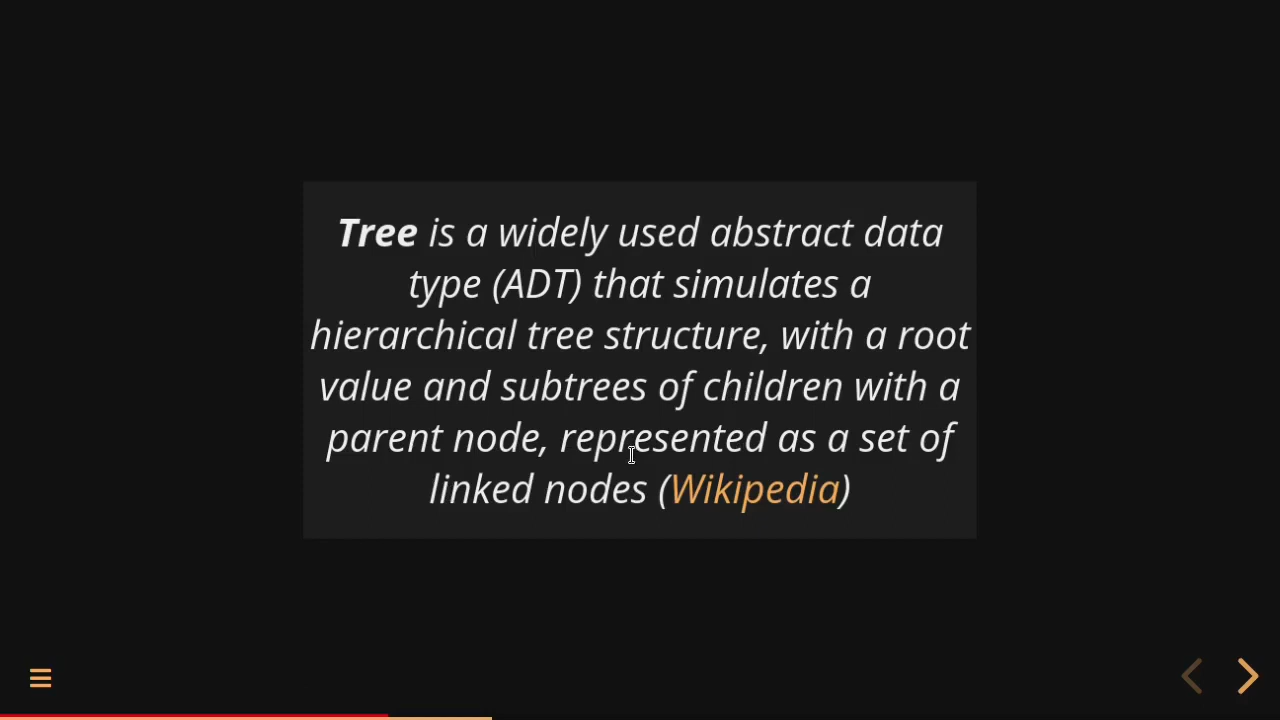 Tree is a widely used abstract data
type (ADT) that simulates a
hierarchical tree structure, with a root
value and subtrees of children with a
parent node, represented as a set of
linked nodes (Wikipedia)